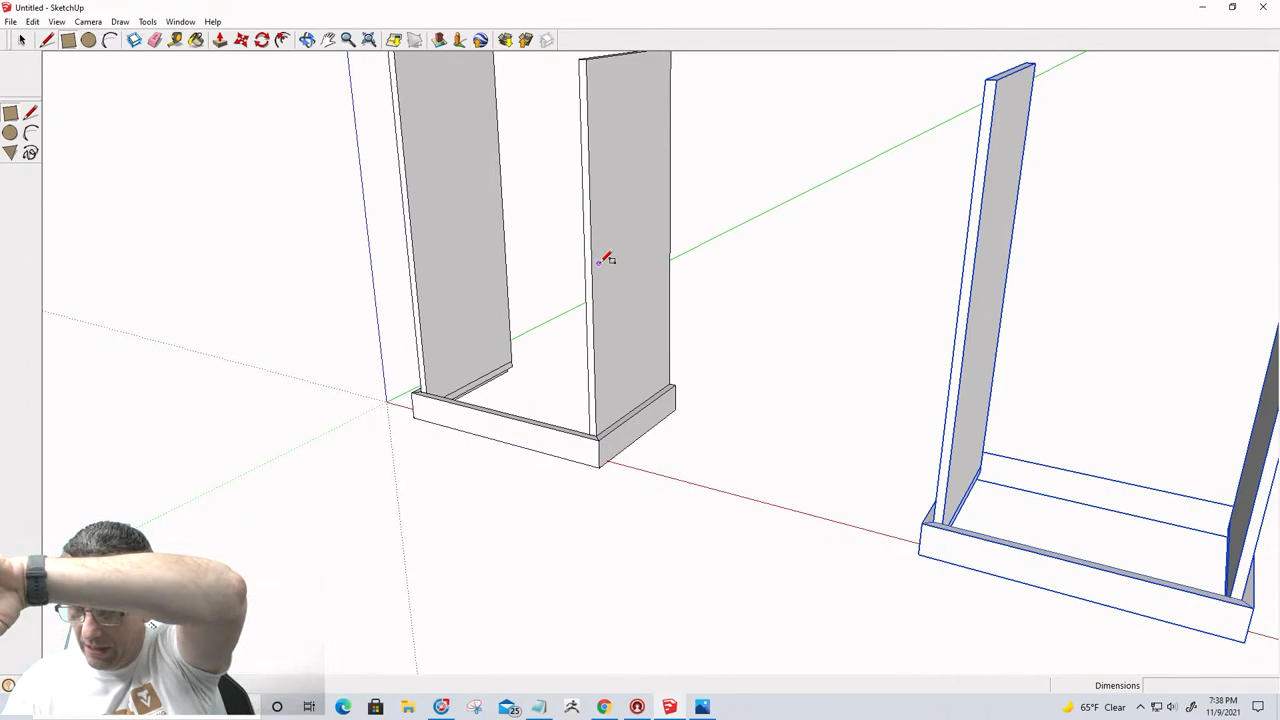 Untitled - SketchUp
File Edit View Camera Draw Tools Window Help
Dimensions
25
65°F Clear
7:38 PM
11/9/2021